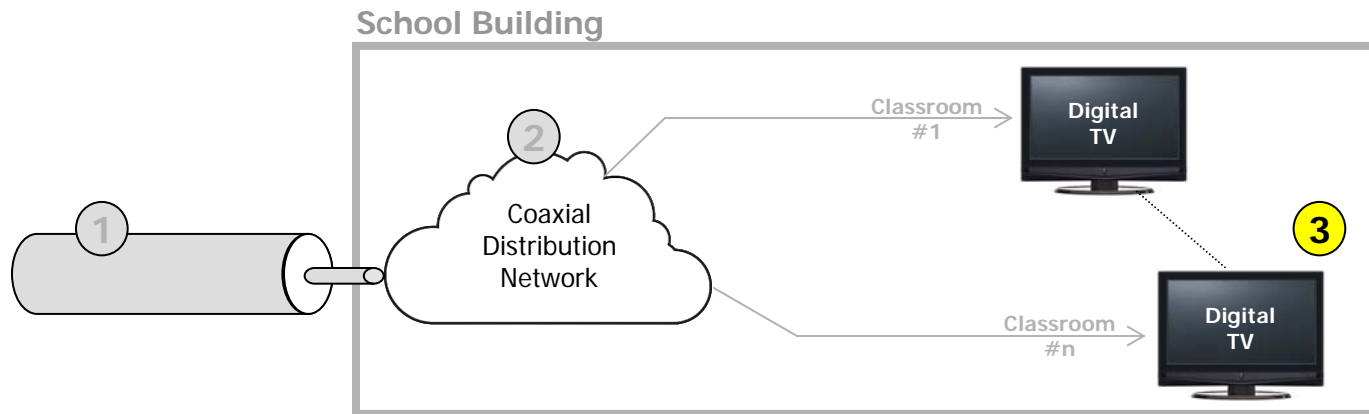 School Building
1
2
Coaxial
Distribution
Network
Classroom
#1
Digital
TV
3
Classroom
#n
Digital
TV